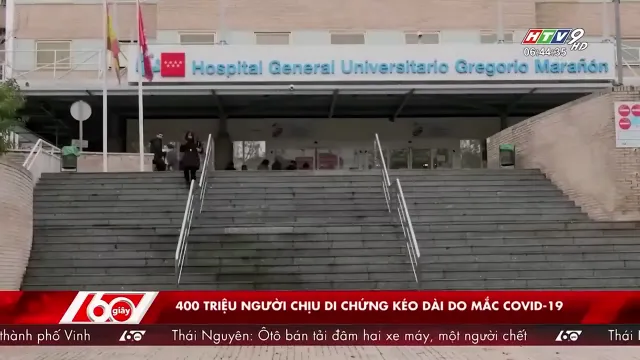 HTV9
HD
06:44:35
Hospital General Universitario Gregorio Marañón
60 giây
400 TRIỆU NGƯỜI CHỊU DI CHỨNG KÉO DÀI DO MẮC COVID-19
thành phố Vinh 60 Thái Nguyên: Ôtô bán tải đâm hai xe máy, một người chết 60 Thái N